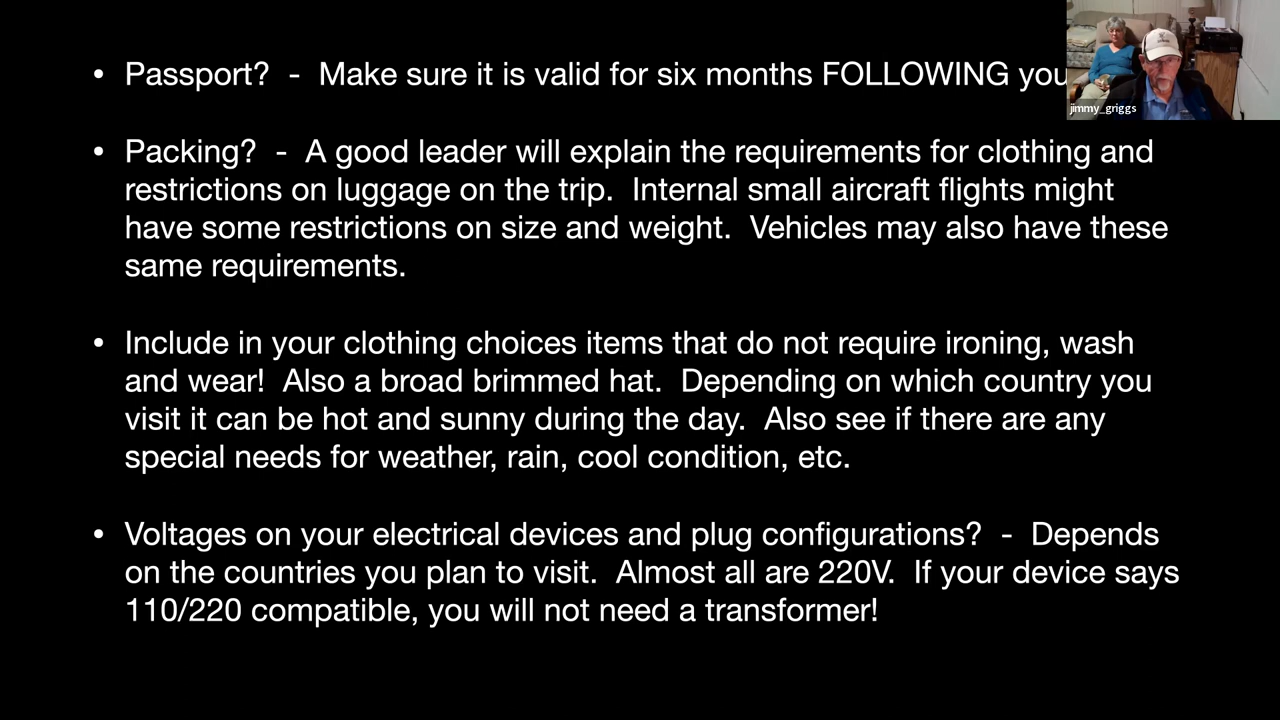 • Passport?  -  Make sure it is valid for six months FOLLOWING
jimmy_griggs
• Packing?  -  A good leader will explain the requirements for clothing and
restrictions on luggage on the trip.  Internal small aircraft flights might
have some restrictions on size and weight.  Vehicles may also have these
same requirements.
• Include in your clothing choices items that do not require ironing, wash
and wear!  Also a broad brimmed hat.  Depending on which country you
visit it can be hot and sunny during the day.  Also see if there are any
special needs for weather, rain, cool condition, etc.
• Voltages on your electrical devices and plug configurations?  -  Depends
on the countries you plan to visit.  Almost all are 220V.  If your device says
110/220 compatible, you will not need a transformer!